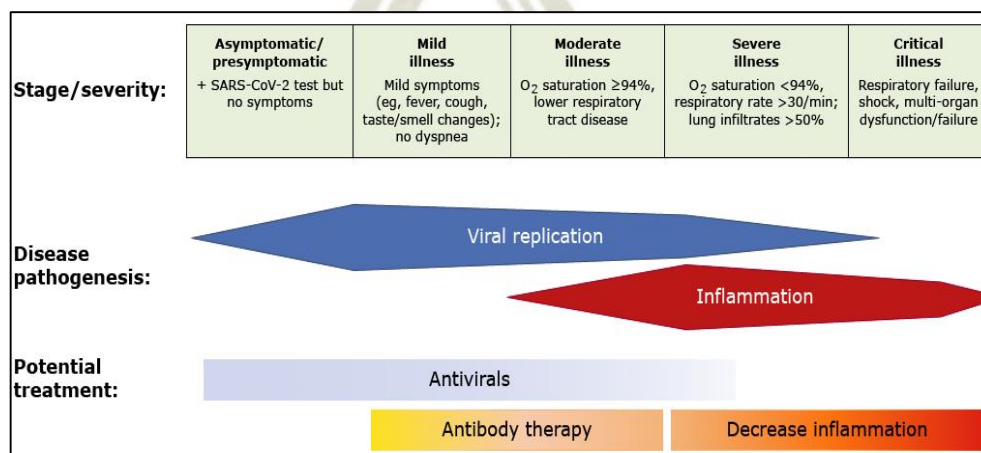 Stage/severity:
Asymptomatic/
presymptomatic
+ SARS-CoV-2 test but
no symptoms
Mild
illness
Mild symptoms
(eg, fever, cough,
taste/smell changes);
no dyspnea
Moderate
illness
O₂ saturation ≥94%,
lower respiratory
tract disease
Severe
illness
O₂ saturation <94%,
respiratory rate >30/min;
lung infiltrates >50%
Critical
illness
Respiratory failure,
shock, multi-organ
dysfunction/failure
Disease
pathogenesis:
Viral replication
Inflammation
Potential
treatment:
Antivirals
Antibody therapy
Decrease inflammation